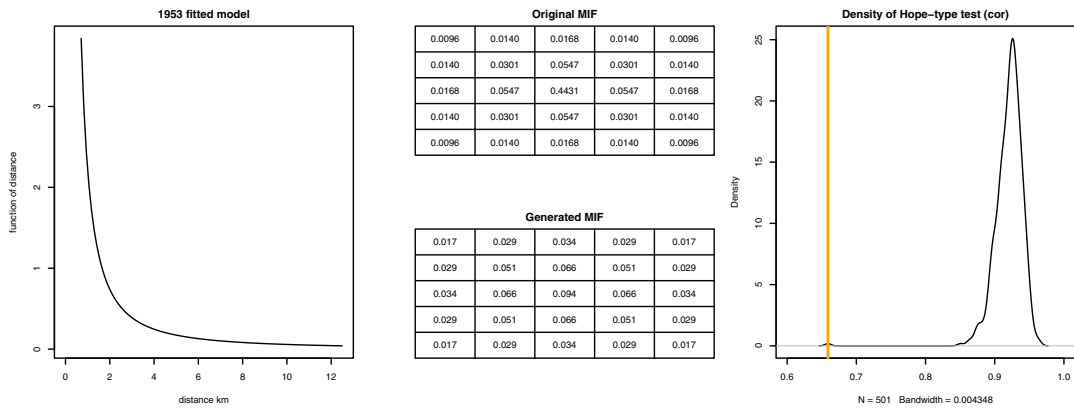 1953 fitted model
function of distance
3
2
1
0
0 2 4 6 8 10 12
distance km
Original MIF
0.0096 0.0140 0.0168 0.0140 0.0096
0.0140 0.0301 0.0547 0.0301 0.0140
0.0168 0.0547 0.4431 0.0547 0.0168
0.0140 0.0301 0.0547 0.0301 0.0140
0.0096 0.0140 0.0168 0.0140 0.0096
Generated MIF
0.017 0.029 0.034 0.029 0.017
0.029 0.051 0.066 0.051 0.029
0.034 0.066 0.094 0.066 0.034
0.029 0.051 0.066 0.051 0.029
0.017 0.029 0.034 0.029 0.017
Density of Hope−type test (cor)
Density
25
20
15
10
5
0
0.6 0.7 0.8 0.9 1.0
N = 501 Bandwidth = 0.004348